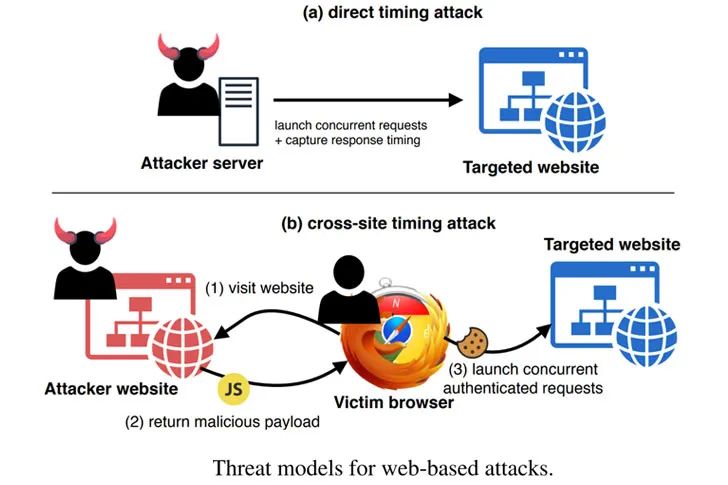 (a) direct timing attack
launch concurrent requests
+ capture response timing
Attacker server
Targeted website
(b) cross-site timing attack
Targeted website
(1) visit website
N
JS
(3) launch concurrent
authenticated requests
Attacker website
Victim browser
(2) return malicious payload
Threat models for web-based attacks.